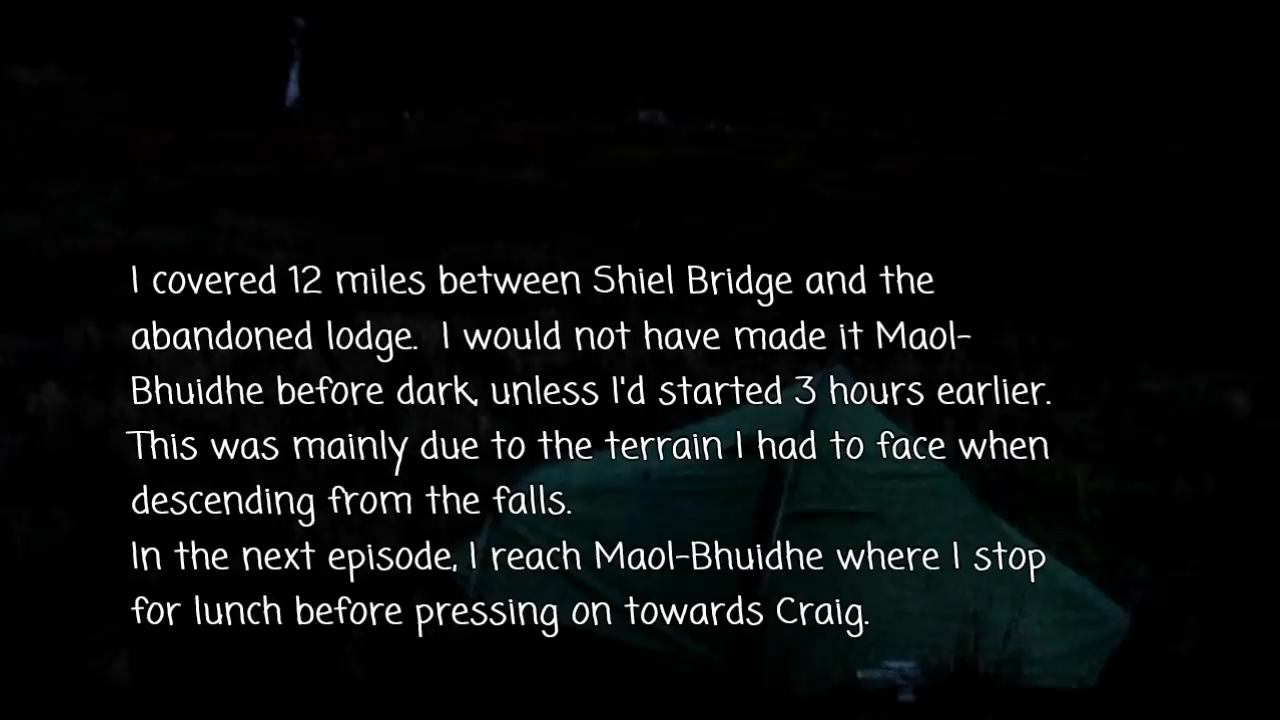 I covered 12 miles between Shiel Bridge and the
abandoned lodge.  I would not have made it Maol-
Bhuidhe before dark, unless I'd started 3 hours earlier.
This was mainly due to the terrain I had to face when
descending from the falls.
In the next episode, I reach Maol-Bhuidhe where I stop
for lunch before pressing on towards Craig.